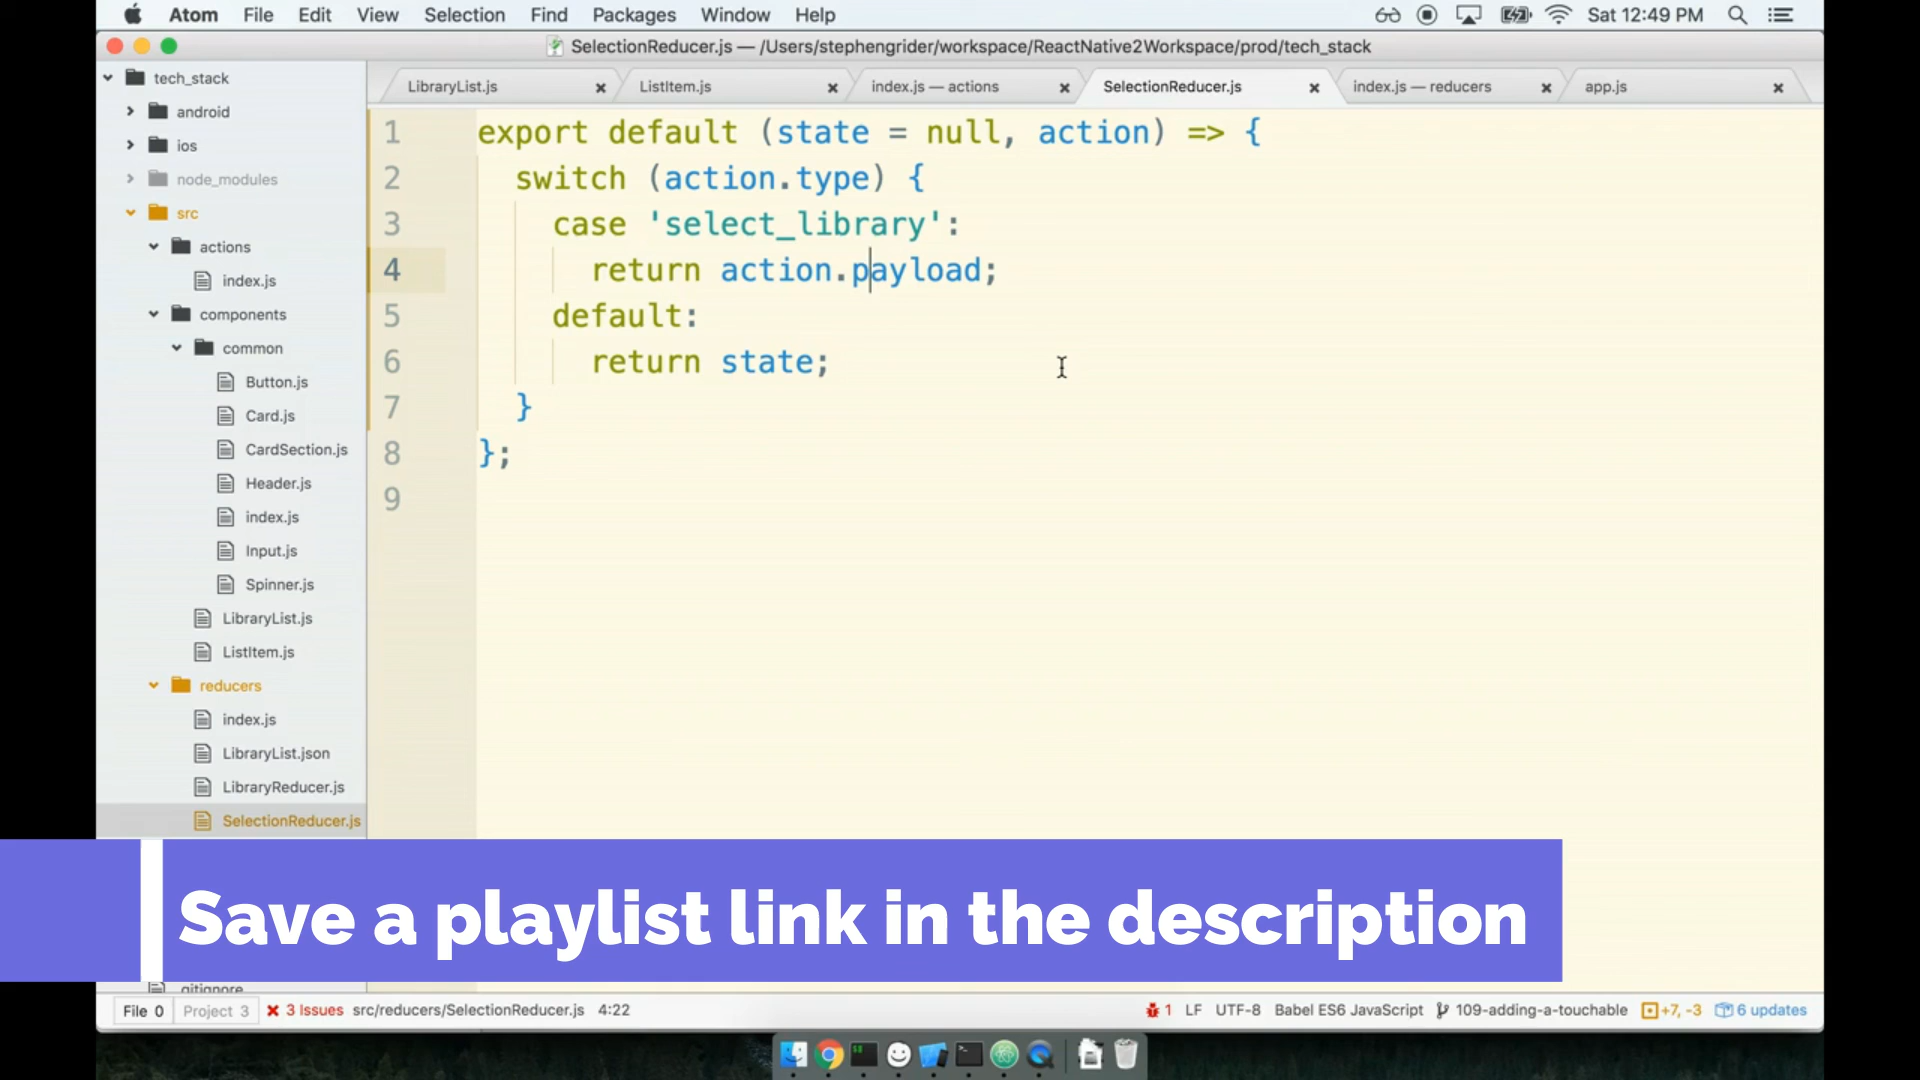 Atom File Edit View Selection Find Packages Window Help Sat 12:49 PM
SelectionReducer.js — /Users/stephengrider/workspace/ReactNative2Workspace/prod/tech_stack
LibraryList.js ListItem.js index.js — actions SelectionReducer.js index.js — reducers app.js
tech_stack
android
ios
node_modules
src
actions
index.js
components
common
Button.js
Card.js
CardSection.js
Header.js
index.js
Input.js
Spinner.js
LibraryList.js
ListItem.js
reducers
index.js
LibraryList.json
LibraryReducer.js
SelectionReducer.js
.gitignore
1 export default (state = null, action) => {
2 switch (action.type) {
3 case 'select_library':
4 return action.payload;
5 default:
6 return state;
7 }
8 };
9
Save a playlist link in the description
File 0 Project 3 3 Issues src/reducers/SelectionReducer.js 4:22 1 LF UTF-8 Babel ES6 JavaScript 109-adding-a-touchable +7, -3 6 updates